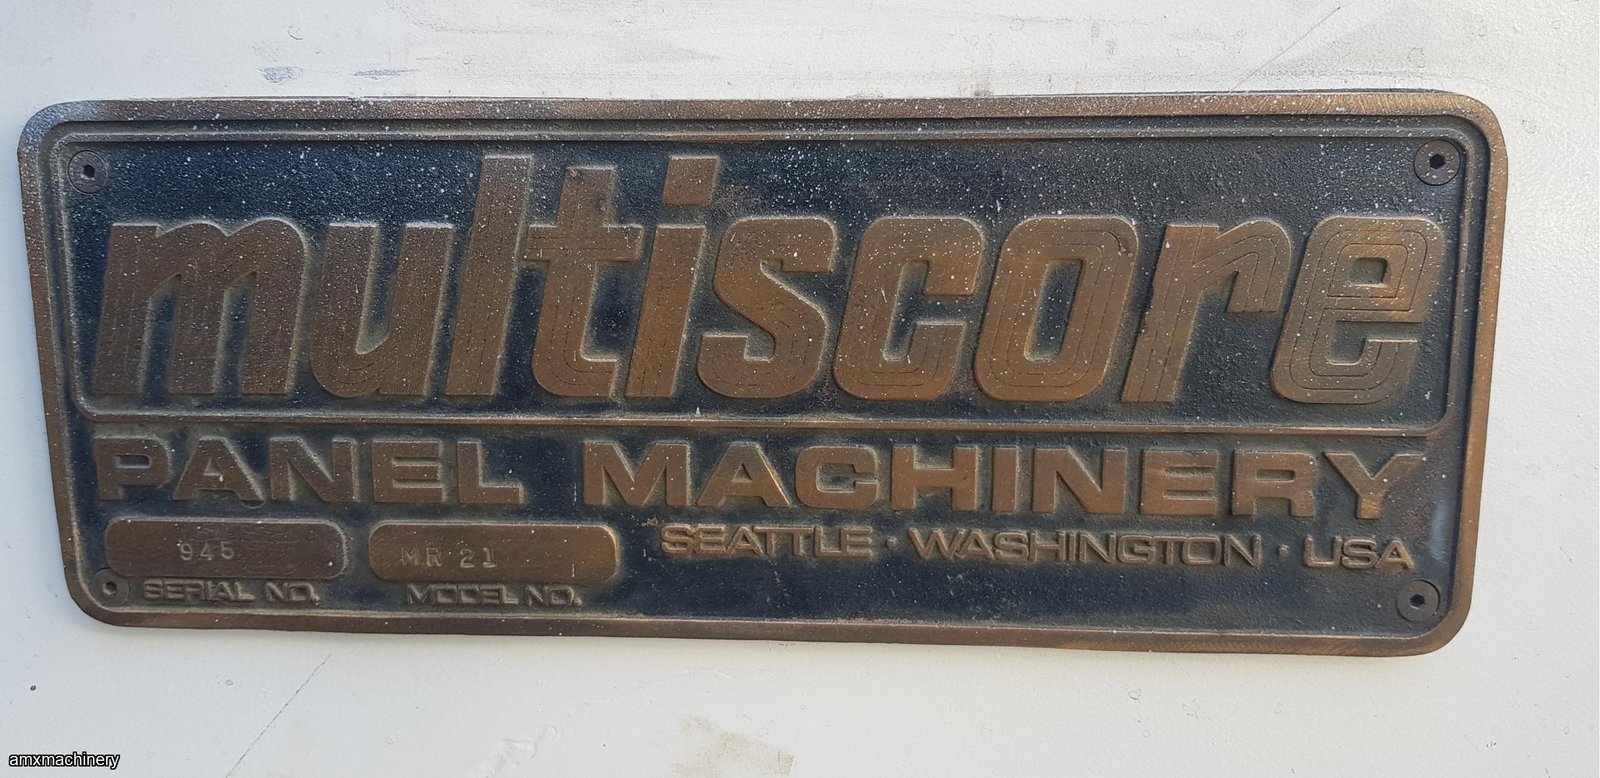 multiscore
PANEL MACHINERY
SEATTLE · WASHINGTON · USA
945 MR 21
SERIAL NO. MODEL NO.
amxmachinery